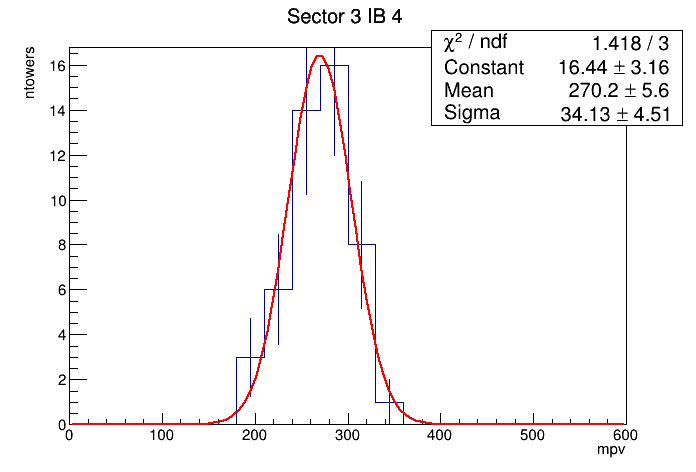 Sector 3 IB 4
χ² / ndf 1.418 / 3
Constant 16.44 ± 3.16
Mean 270.2 ± 5.6
Sigma 34.13 ± 4.51
ntowers
16
14
12
10
8
6
4
2
0
0 100 200 300 400 500 600
mpv